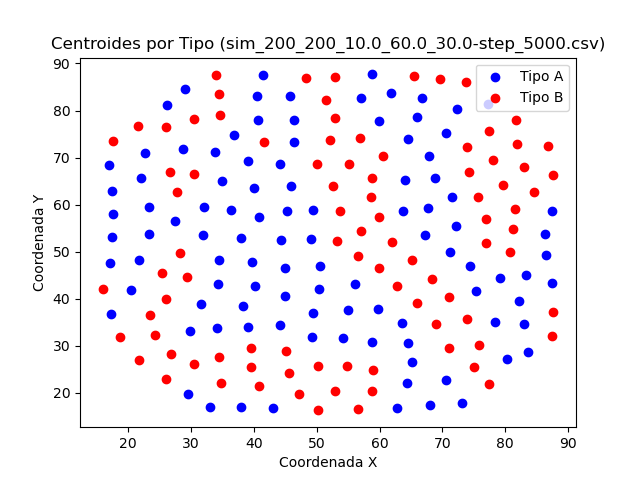 Centroides por Tipo (sim_200_200_10.0_60.0_30.0-step_5000.csv)
Tipo A
Tipo B
Coordenada Y
90
80
70
60
50
40
30
20
20 30 40 50 60 70 80 90
Coordenada X